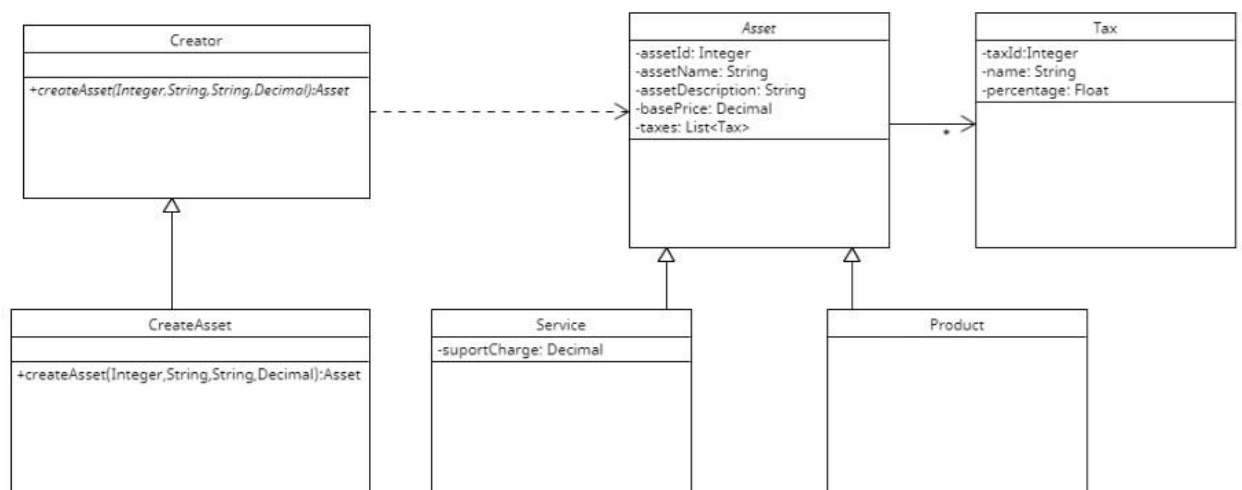 Creator
+createAsset(Integer,String,String,Decimal):Asset
Asset
-assetId: Integer
-assetName: String
-assetDescription: String
-basePrice: Decimal
-taxes: List<Tax>
*
Tax
-taxId:Integer
-name: String
-percentage: Float
CreateAsset
+createAsset(Integer,String,String,Decimal):Asset
Service
-suportCharge: Decimal
Product